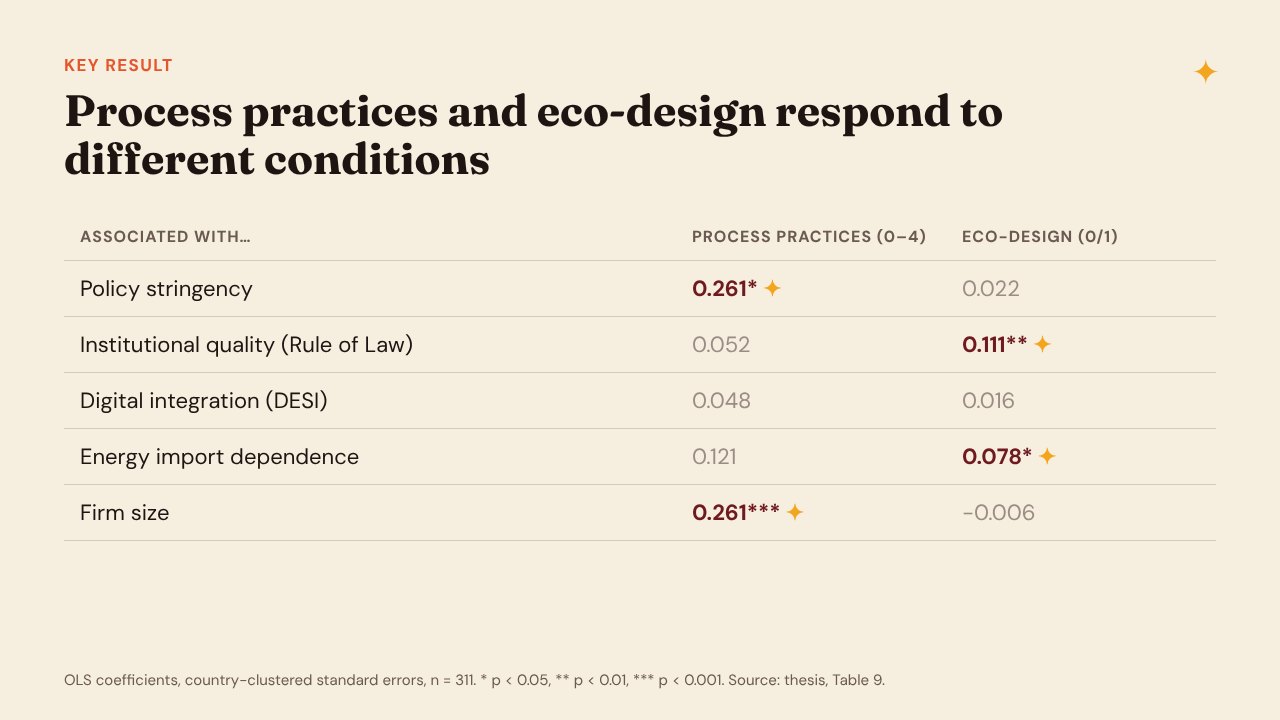 KEY RESULT
Process practices and eco-design respond to
different conditions
ASSOCIATED WITH… PROCESS PRACTICES (0–4) ECO-DESIGN (0/1)
Policy stringency 0.261* ✦ 0.022
Institutional quality (Rule of Law) 0.052 0.111** ✦
Digital integration (DESI) 0.048 0.016
Energy import dependence 0.121 0.078* ✦
Firm size 0.261*** ✦ −0.006
OLS coefficients, country-clustered standard errors, n = 311. * p < 0.05, ** p < 0.01, *** p < 0.001. Source: thesis, Table 9.